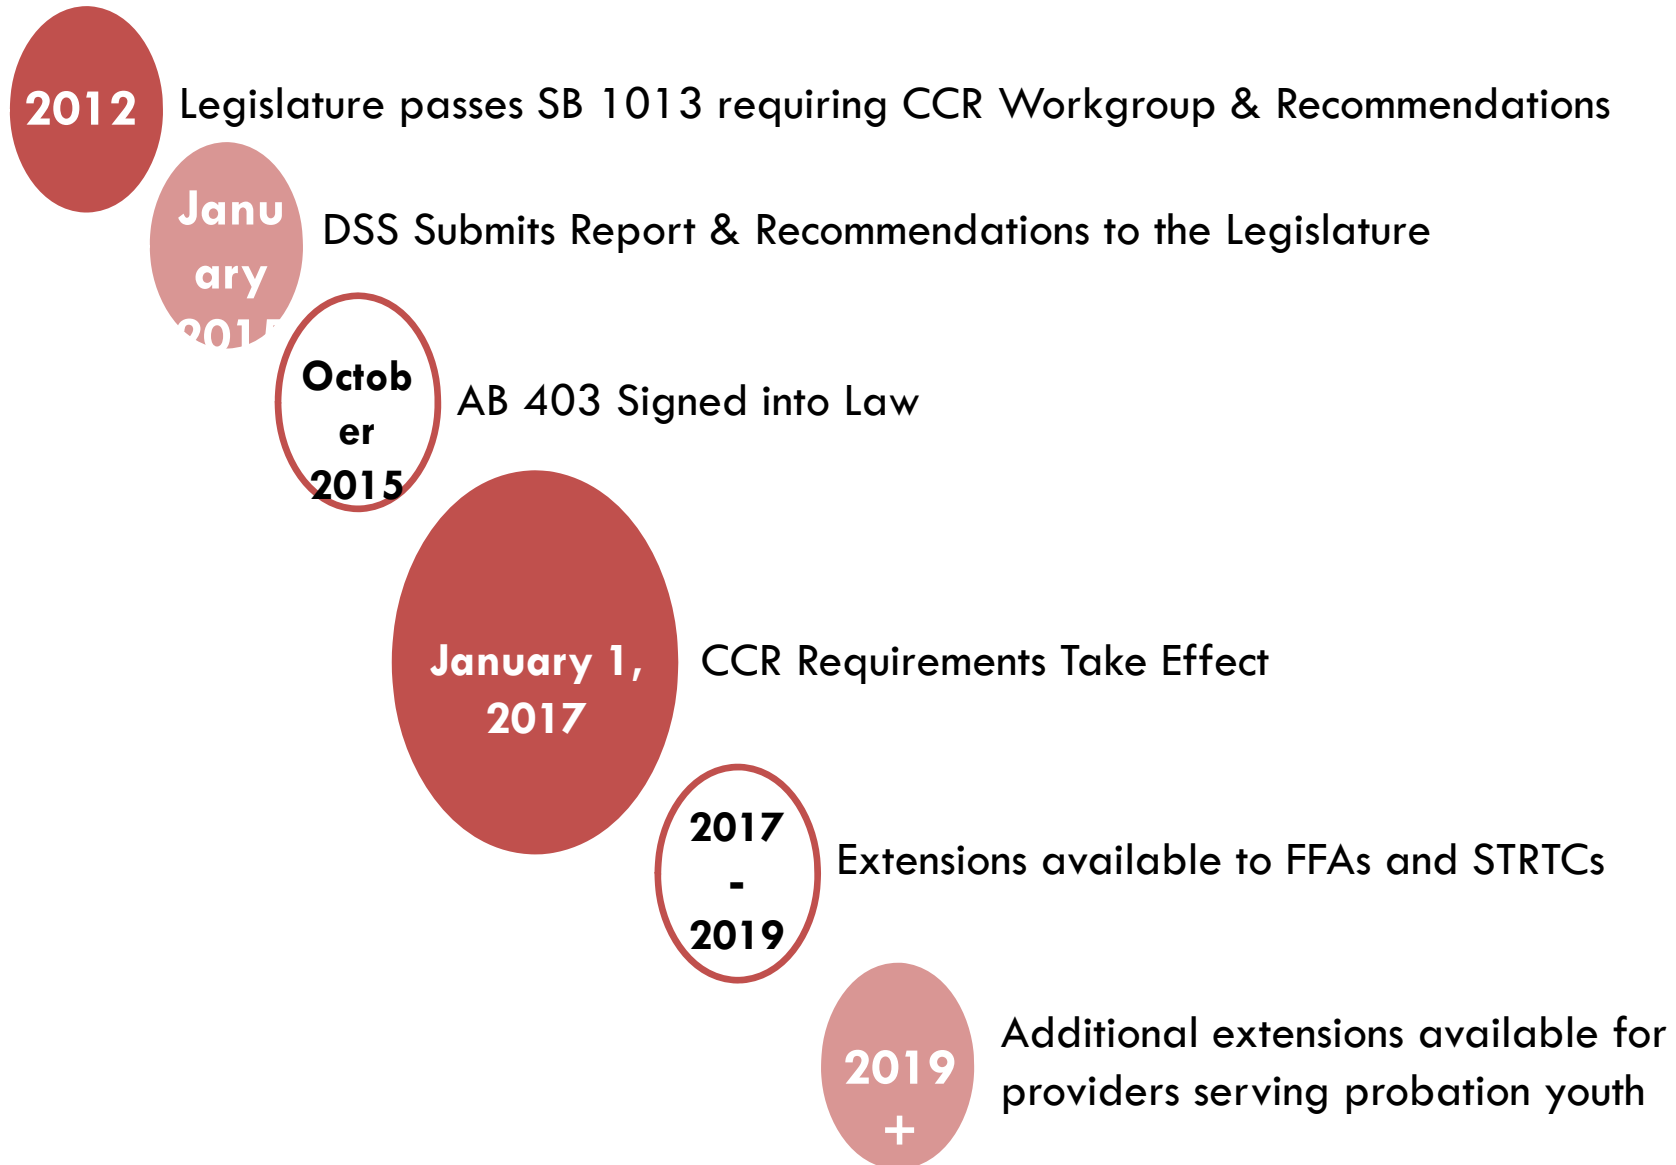 2012
Legislature passes SB 1013 requiring CCR Workgroup & Recommendations
Janu
ary
2015
DSS Submits Report & Recommendations to the Legislature
Octob
er
2015
AB 403 Signed into Law
January 1,
2017
CCR Requirements Take Effect
2017
-
2019
Extensions available to FFAs and STRTCs
2019
+
Additional extensions available for
providers serving probation youth